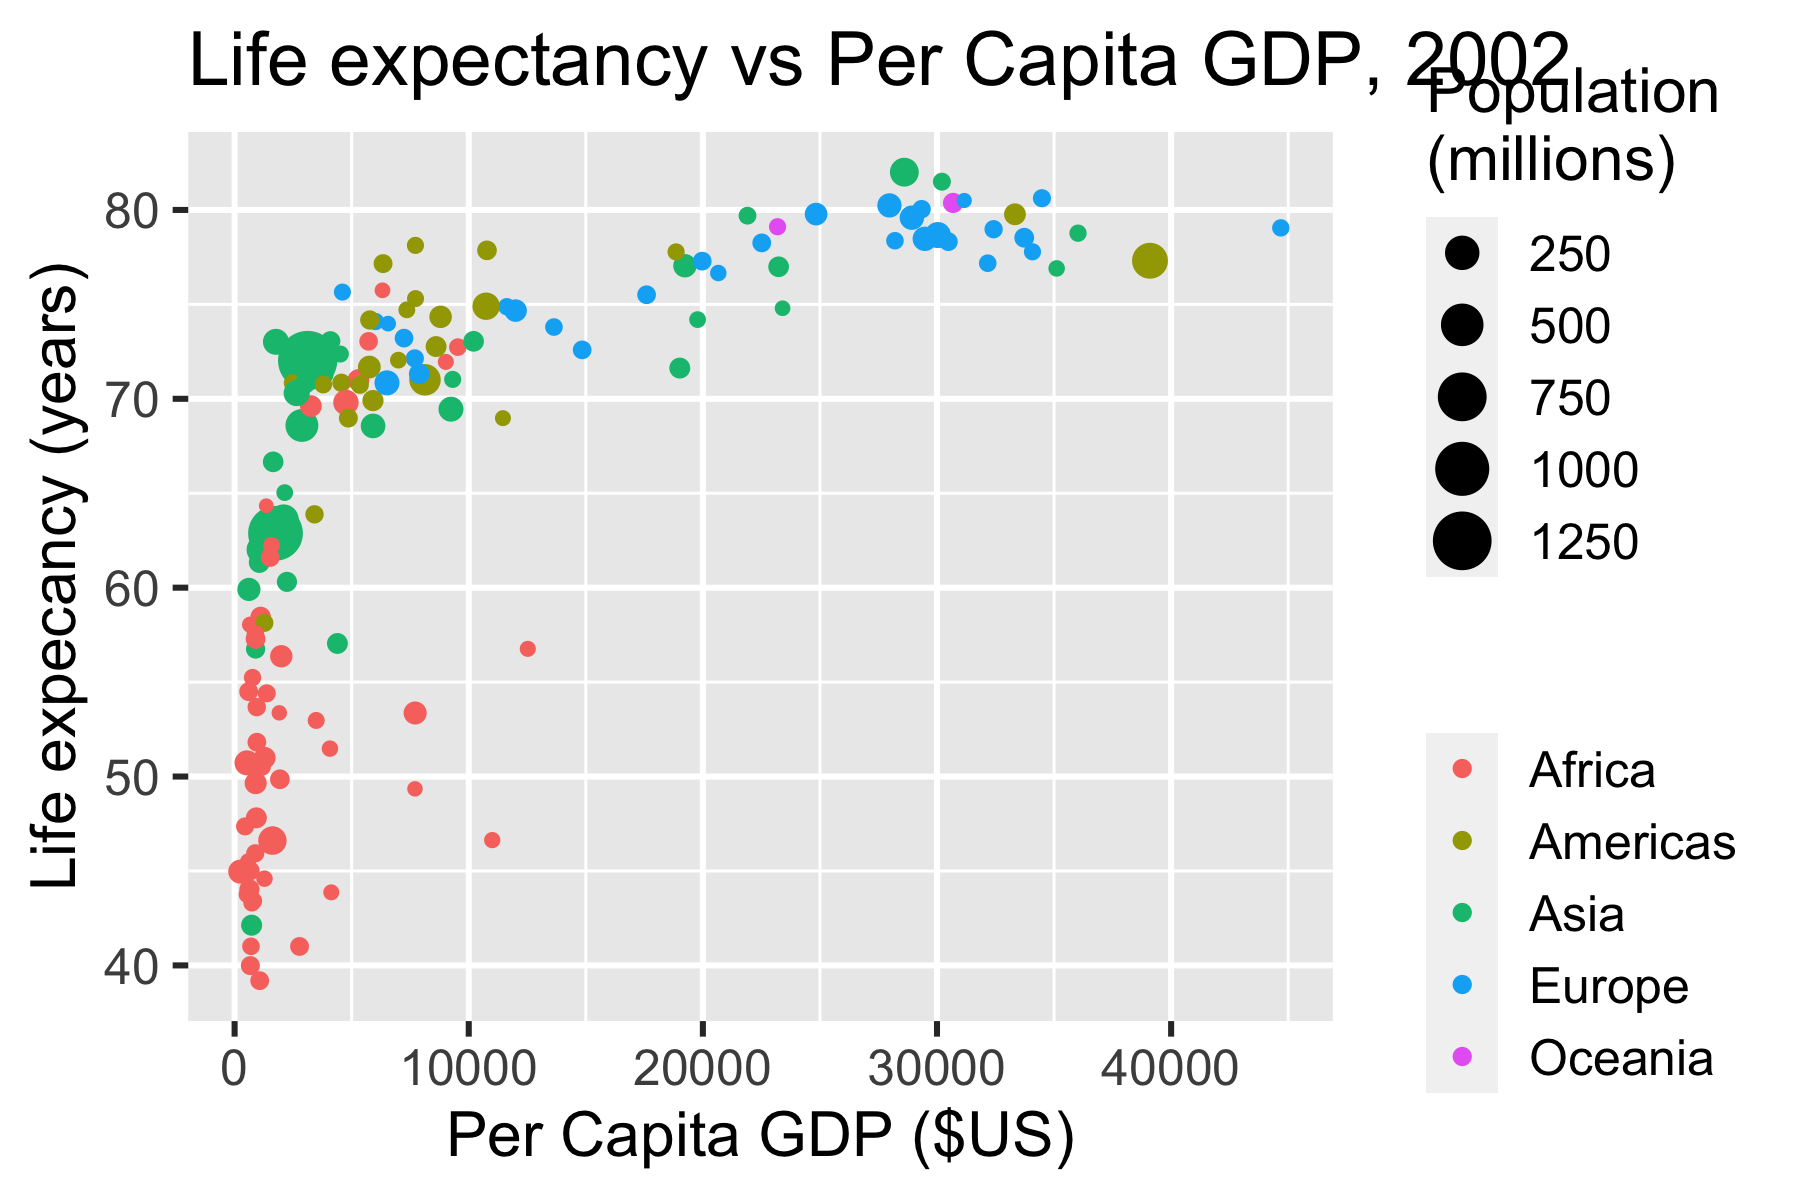 Life expectancy vs Per Capita GDP, 2002
Population
(millions)
250
500
750
1000
1250
Africa
Americas
Asia
Europe
Oceania
Life expecancy (years)
80
70
60
50
40
0 10000 20000 30000 40000
Per Capita GDP ($US)